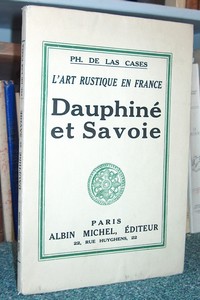 PH. DE LAS CASES
L'ART RUSTIQUE EN FRANCE
Dauphiné
et Savoie
PARIS
ALBIN MICHEL, ÉDITEUR
22, RUE HUYGHENS, 22